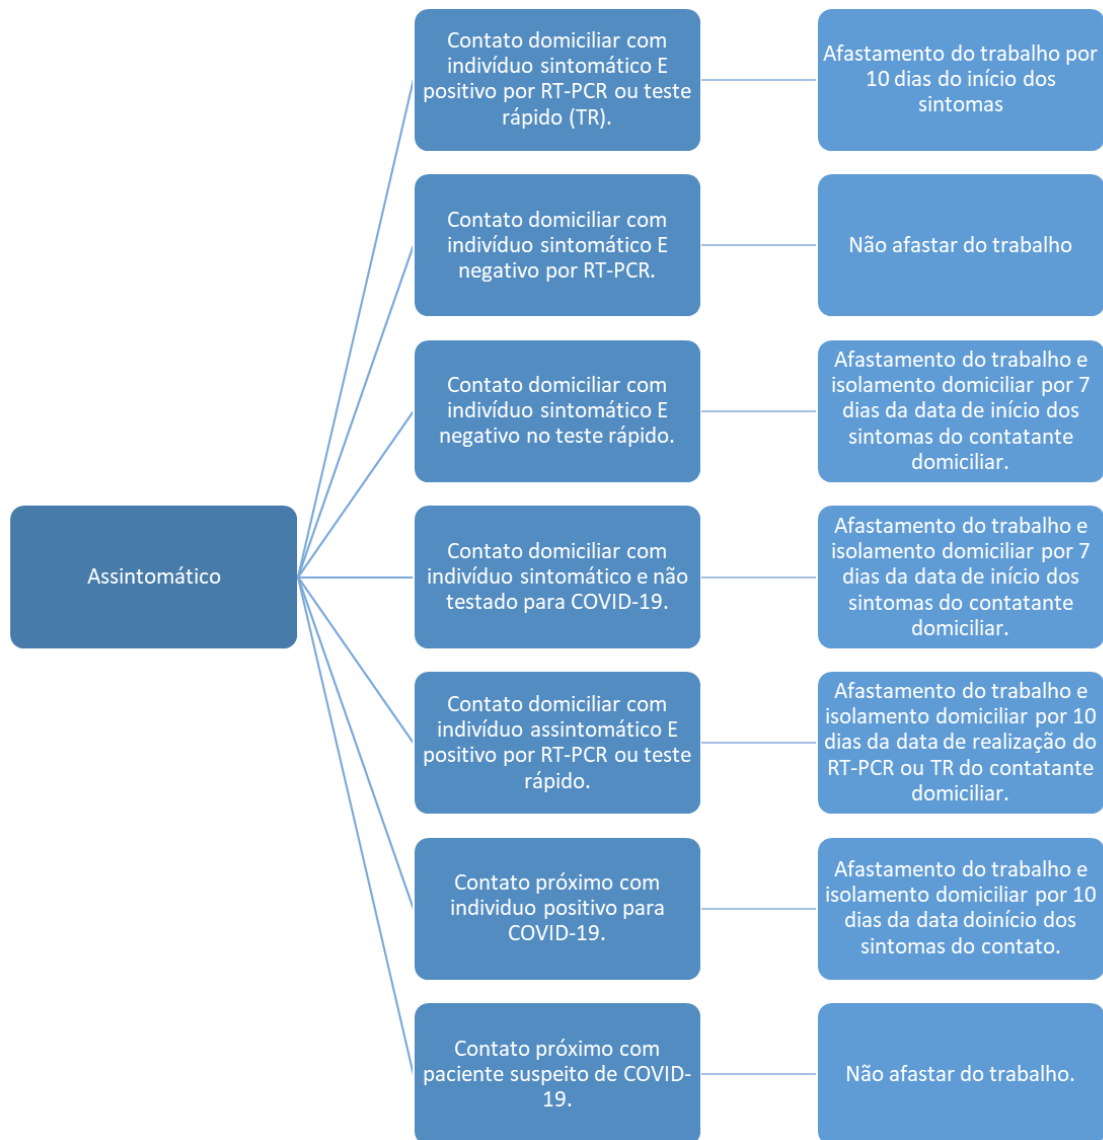 Contato domiciliar com
indivíduo sintomático E
positivo por RT-PCR ou teste
rápido (TR).
Afastamento do trabalho por
10 dias do início dos
sintomas
Contato domiciliar com
indivíduo sintomático E
negativo por RT-PCR.
Não afastar do trabalho
Contato domiciliar com
indivíduo sintomático E
negativo no teste rápido.
Afastamento do trabalho e
isolamento domiciliar por 7
dias da data de início dos
sintomas do contatante
domiciliar.
Assintomático
Contato domiciliar com
indivíduo sintomático e não
testado para COVID-19.
Afastamento do trabalho e
isolamento domiciliar por 7
dias da data de início dos
sintomas do contatante
domiciliar.
Contato domiciliar com
indivíduo assintomático E
positivo por RT-PCR ou teste
rápido.
Afastamento do trabalho e
isolamento domiciliar por 10
dias da data de realização do
RT-PCR ou TR do contatante
domiciliar.
Contato próximo com
individuo positivo para
COVID-19.
Afastamento do trabalho e
isolamento domiciliar por 10
dias da data doinício dos
sintomas do contato.
Contato próximo com
paciente suspeito de COVID-
19.
Não afastar do trabalho.